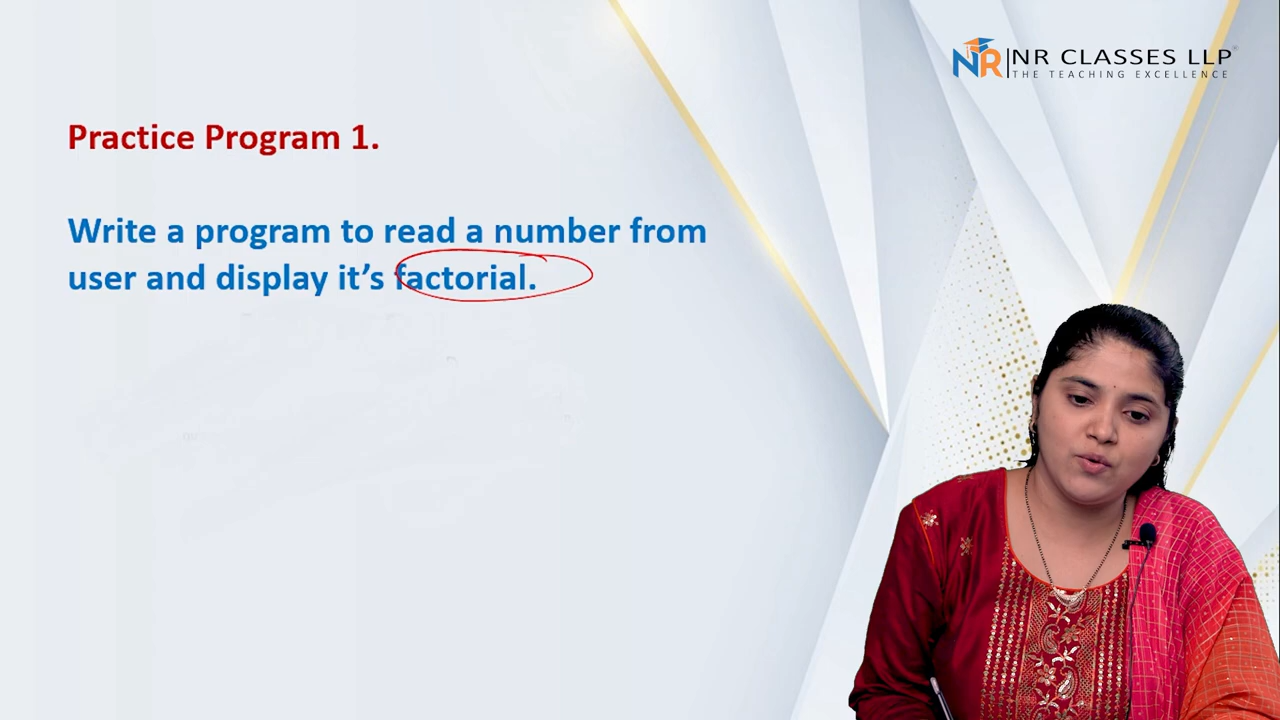 NR NR CLASSES LLP
THE TEACHING EXCELLENCE
Practice Program 1.
Write a program to read a number from
user and display it’s factorial.